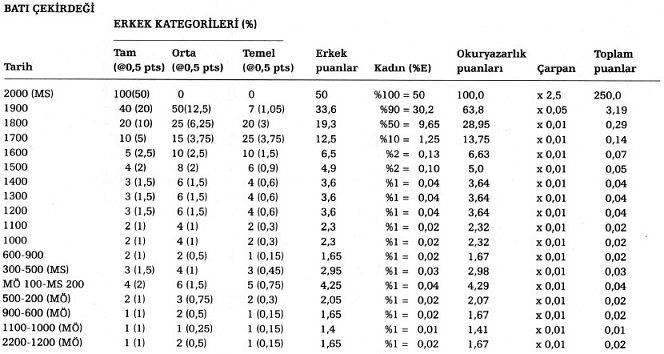 BATI ÇEKİRDEĞİ
ERKEK KATEGORİLERİ (%)
Tam Orta Temel Erkek Okuryazarlık Toplam
Tarih (@0,5 pts) (@0,5 pts) (@0,5 pts) puanlar Kadın (%E) puanları Çarpan puanlar
2000 (MS) 100(50) 0 0 50 %100 = 50 100,0 x 2,5 250,0
1900 40 (20) 50(12,5) 7 (1,05) 33,6 %90 = 30,2 63,8 x 0,05 3,19
1800 20 (10) 25 (6,25) 20 (3) 19,3 %50 = 9,65 28,95 x 0,01 0,29
1700 10 (5) 15 (3,75) 25 (3,75) 12,5 %10 = 1,25 13,75 x 0,01 0,14
1600 5 (2,5) 10 (2,5) 10 (1,5) 6,5 %2 = 0,13 6,63 x 0,01 0,07
1500 4 (2) 8 (2) 6 (0,9) 4,9 %2 = 0,10 5,0 x 0,01 0,05
1400 3 (1,5) 6 (1,5) 4 (0,6) 3,6 %1 = 0,04 3,64 x 0,01 0,04
1300 3 (1,5) 6 (1,5) 4 (0,6) 3,6 %1 = 0,04 3,64 x 0,01 0,04
1200 3 (1,5) 6 (1,5) 4 (0,6) 3,6 %1 = 0,04 3,64 x 0,01 0,04
1100 2 (1) 4 (1) 2 (0,3) 2,3 %1 = 0,02 2,32 x 0,01 0,02
1000 2 (1) 4 (1) 2 (0,3) 2,3 %1 = 0,02 2,32 x 0,01 0,02
600-900 2 (1) 2 (0,5) 1 (0,15) 1,65 %1 = 0,02 1,67 x 0,01 0,02
300-500 (MS) 3 (1,5) 4 (1) 3 (0,45) 2,95 %1 = 0,03 2,98 x 0,01 0,03
MÖ 100-MS 200 4 (2) 6 (1,5) 5 (0,75) 4,25 %1 = 0,04 4,29 x 0,01 0,04
500-200 (MÖ) 2 (1) 3 (0,75) 2 (0,3) 2,05 %1 = 0,02 2,07 x 0,01 0,02
900-600 (MÖ) 1 (1) 2 (0,5) 1 (0,15) 1,65 %1 = 0,02 1,67 x 0,01 0,02
1100-1000 (MÖ) 1 (1) 1 (0,25) 1 (0,15) 1,4 %1 = 0,01 1,41 x 0,01 0,01
2200-1200 (MÖ) 1 (1) 2 (0,5) 1 (0,15) 1,65 %1 = 0,02 1,67 x 0,01 0,02